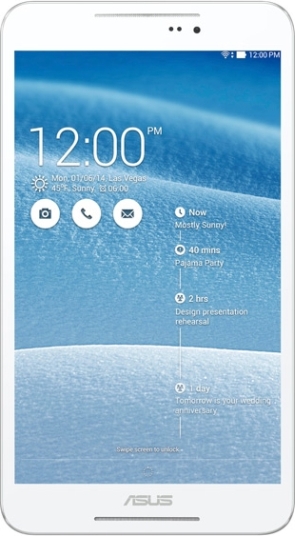 12:00 PM
12:00 PM
Mon, 01/06/14, Las Vegas
45°F, Sunny, 06:00
Now
Mostly Sunny!
40 mins
Pajama Party
2 hrs
Design presentation
rehearsal
1 day
Tomorrow is your wedding
anniversary
Swipe screen to unlock
ASUS